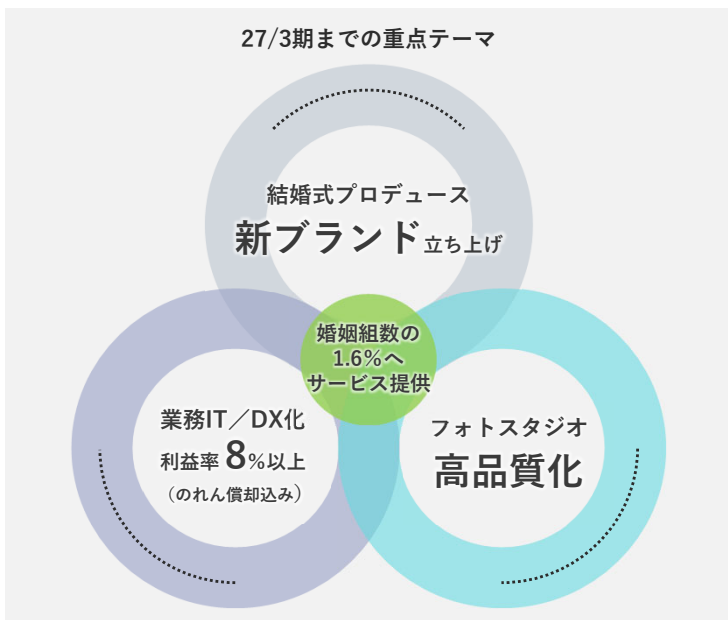 27/3期までの重点テーマ
結婚式プロデュース
新ブランド立ち上げ
婚姻組数の
1.6%へ
サービス提供
業務IT／DX化
利益率8%以上
（のれん償却込み）
フォトスタジオ
高品質化